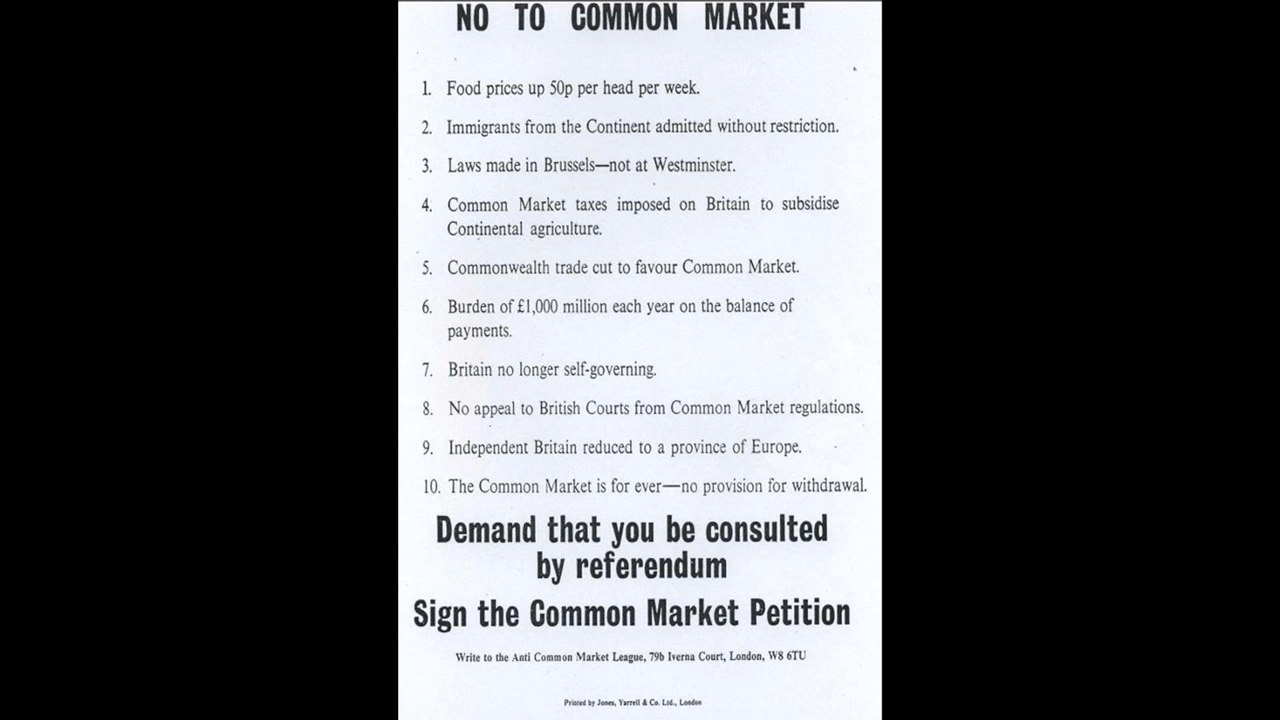 NO TO COMMON MARKET
1. Food prices up 50p per head per week.
2. Immigrants from the Continent admitted without restriction.
3. Laws made in Brussels—not at Westminster.
4. Common Market taxes imposed on Britain to subsidise
Continental agriculture.
5. Commonwealth trade cut to favour Common Market.
6. Burden of £1,000 million each year on the balance of
payments.
7. Britain no longer self-governing.
8. No appeal to British Courts from Common Market regulations.
9. Independent Britain reduced to a province of Europe.
10. The Common Market is for ever—no provision for withdrawal.
Demand that you be consulted
by referendum
Sign the Common Market Petition
Write to the Anti Common Market League, 79b Iverna Court, London, W8 6TU
Printed by Jones, Yarrell & Co. Ltd., London